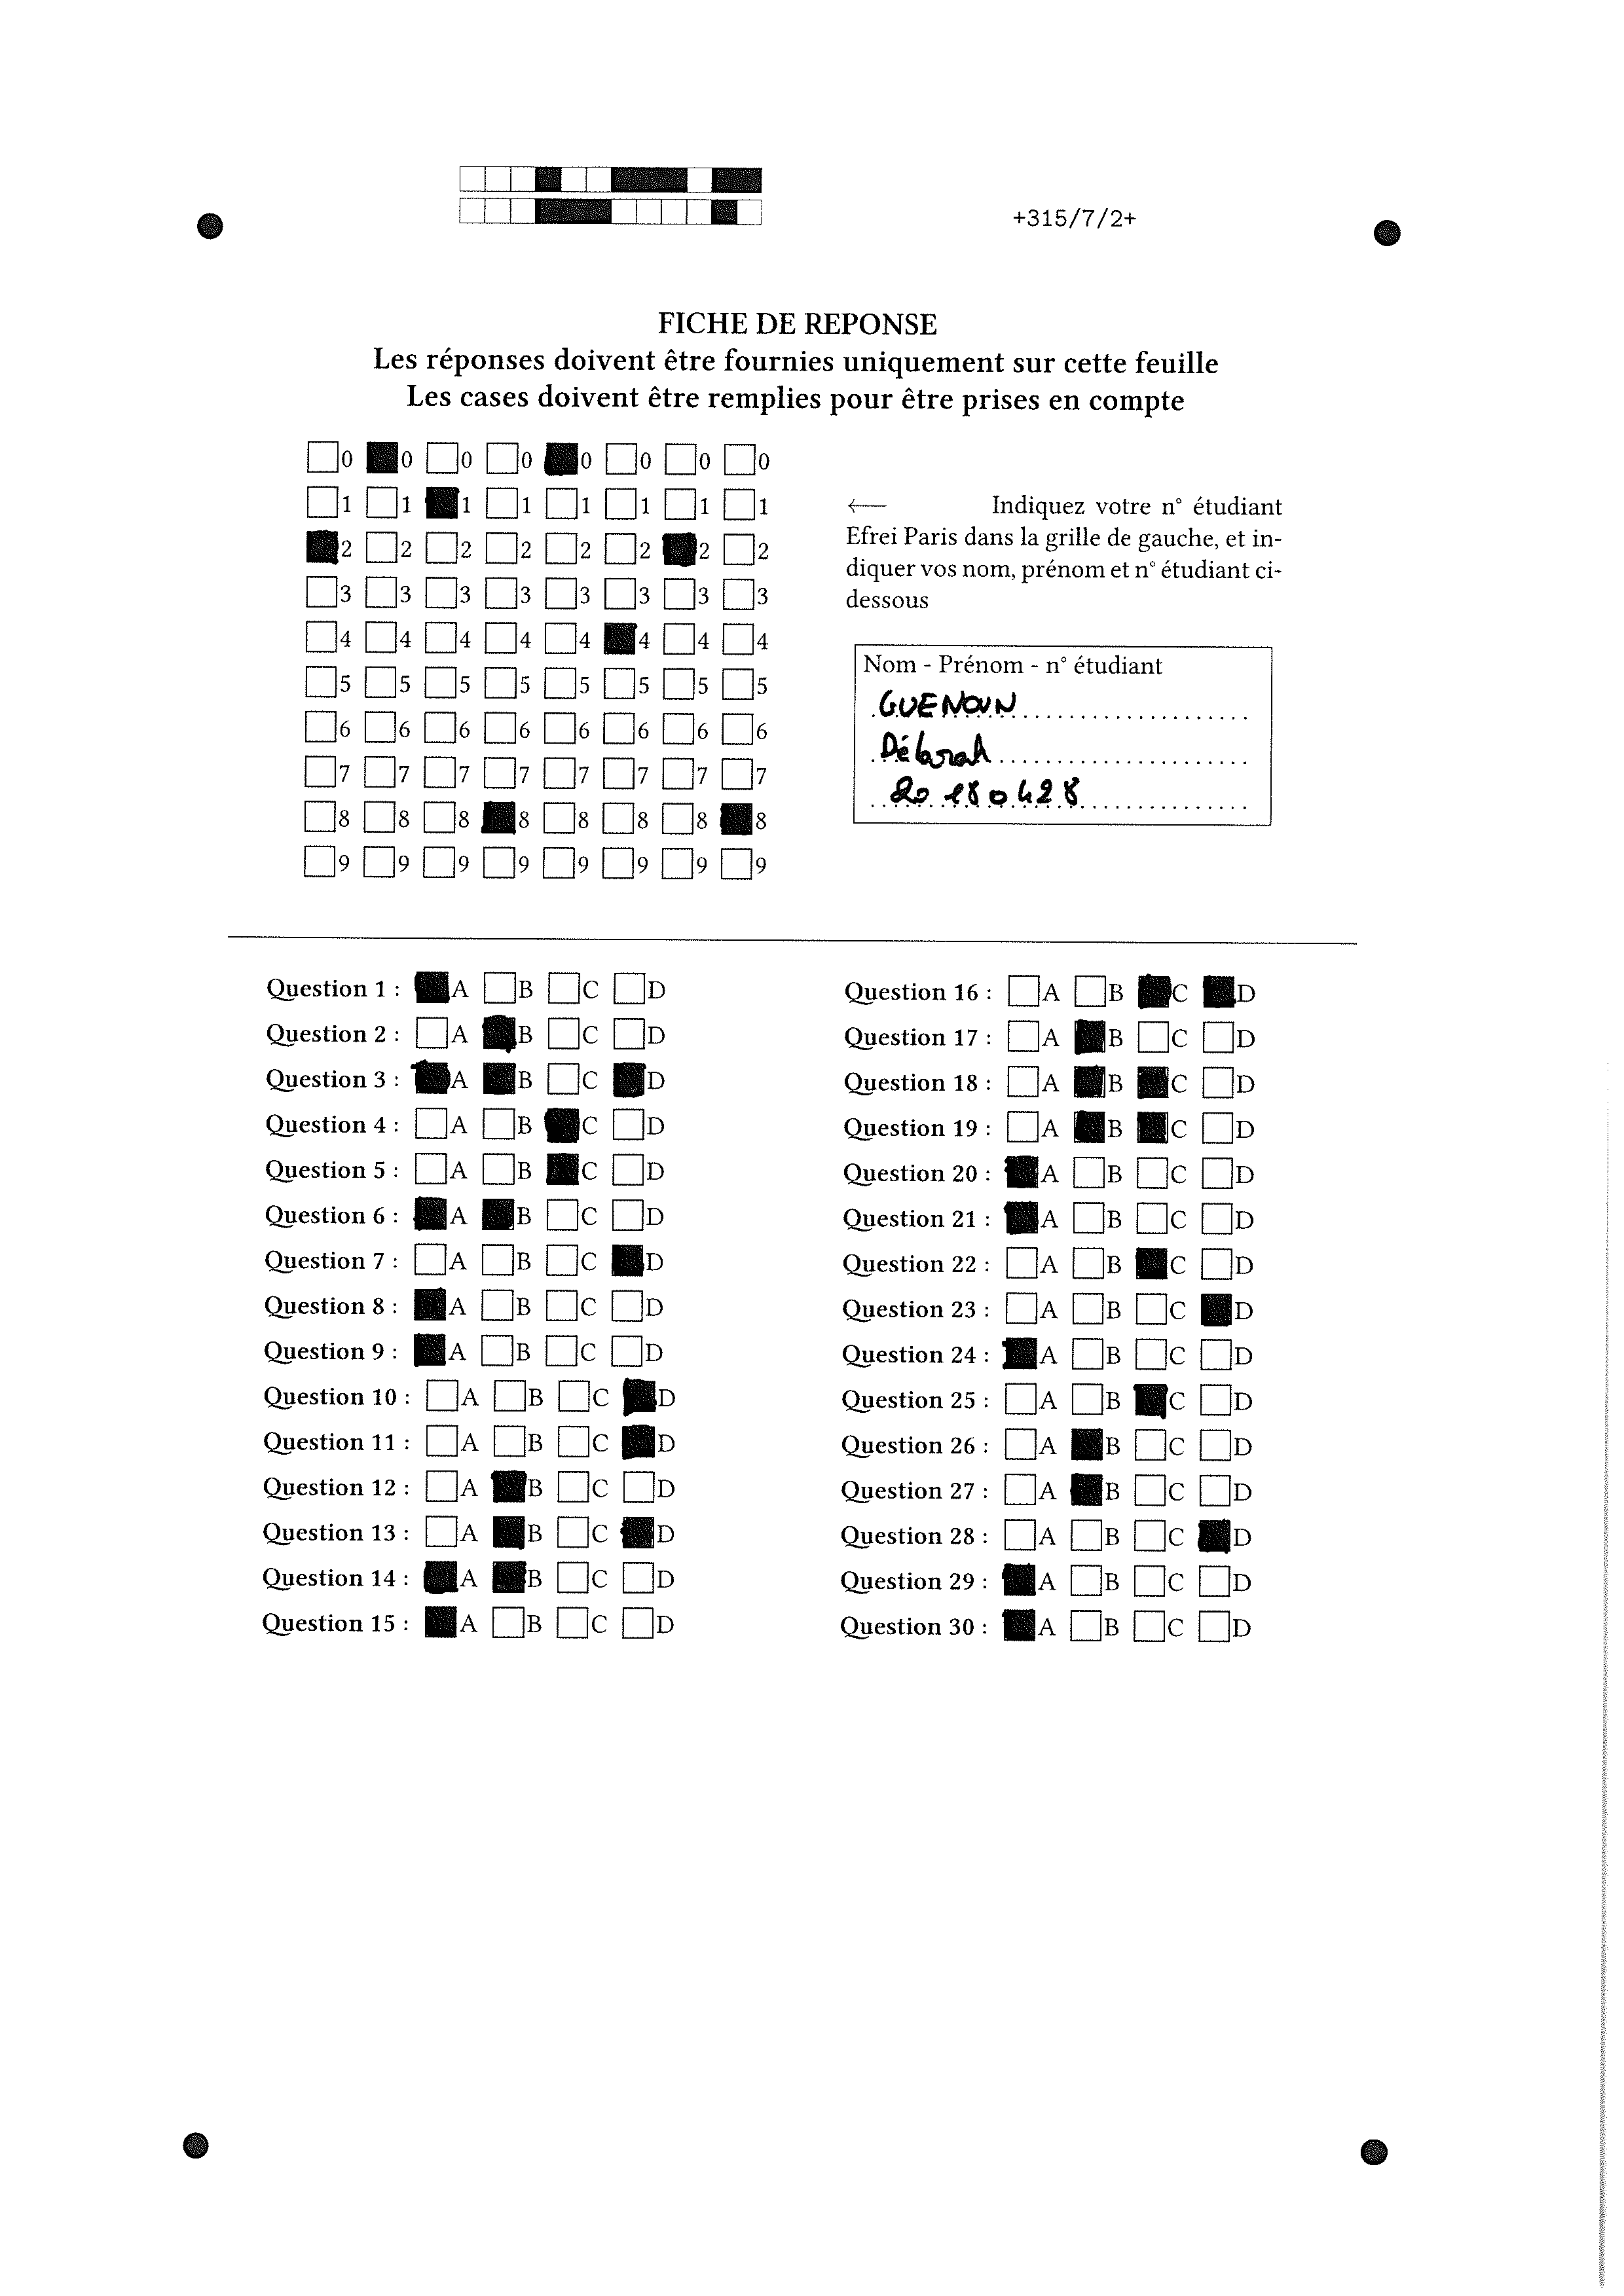 +315/7/2+
FICHE DE REPONSE
Les réponses doivent être fournies uniquement sur cette feuille
Les cases doivent être remplies pour être prises en compte
0 0 0 0 0 0 0 0
1 1 1 1 1 1 1 1
2 2 2 2 2 2 2 2
3 3 3 3 3 3 3 3
4 4 4 4 4 4 4 4
5 5 5 5 5 5 5 5
6 6 6 6 6 6 6 6
7 7 7 7 7 7 7 7
8 8 8 8 8 8 8 8
9 9 9 9 9 9 9 9
← Indiquez votre n° étudiant
Efrei Paris dans la grille de gauche, et in-
diquer vos nom, prénom et n° étudiant ci-
dessous
Nom - Prénom - n° étudiant
GUENOUN
Déborah
20180428
Question 1 : A B C D
Question 2 : A B C D
Question 3 : A B C D
Question 4 : A B C D
Question 5 : A B C D
Question 6 : A B C D
Question 7 : A B C D
Question 8 : A B C D
Question 9 : A B C D
Question 10 : A B C D
Question 11 : A B C D
Question 12 : A B C D
Question 13 : A B C D
Question 14 : A B C D
Question 15 : A B C D
Question 16 : A B C D
Question 17 : A B C D
Question 18 : A B C D
Question 19 : A B C D
Question 20 : A B C D
Question 21 : A B C D
Question 22 : A B C D
Question 23 : A B C D
Question 24 : A B C D
Question 25 : A B C D
Question 26 : A B C D
Question 27 : A B C D
Question 28 : A B C D
Question 29 : A B C D
Question 30 : A B C D